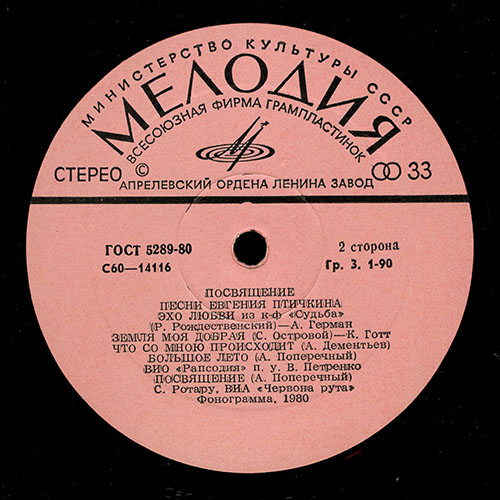 МИНИСТЕРСТВО КУЛЬТУРЫ СССР
МЕЛОДИЯ
ВСЕСОЮЗНАЯ ФИРМА ГРАМПЛАСТИНОК
СТЕРЕО © 33
АПРЕЛЕВСКИЙ ОРДЕНА ЛЕНИНА ЗАВОД
ГОСТ 5289-80 2 сторона
С60—14116 Гр. 3. 1-90
ПОСВЯЩЕНИЕ
ПЕСНИ ЕВГЕНИЯ ПТИЧКИНА
ЭХО ЛЮБВИ из к-ф «Судьба»
(Р. Рождественский)—А. Герман
ЗЕМЛЯ МОЯ ДОБРАЯ (С. Островой)—К. Готт
ЧТО СО МНОЮ ПРОИСХОДИТ (А. Дементьев)
БОЛЬШОЕ ЛЕТО (А. Поперечный)
ВИО «Рапсодия» п. у. В. Петренко
ПОСВЯЩЕНИЕ (А. Поперечный)
С. Ротару, ВИА «Червона рута»
Фонограмма, 1980